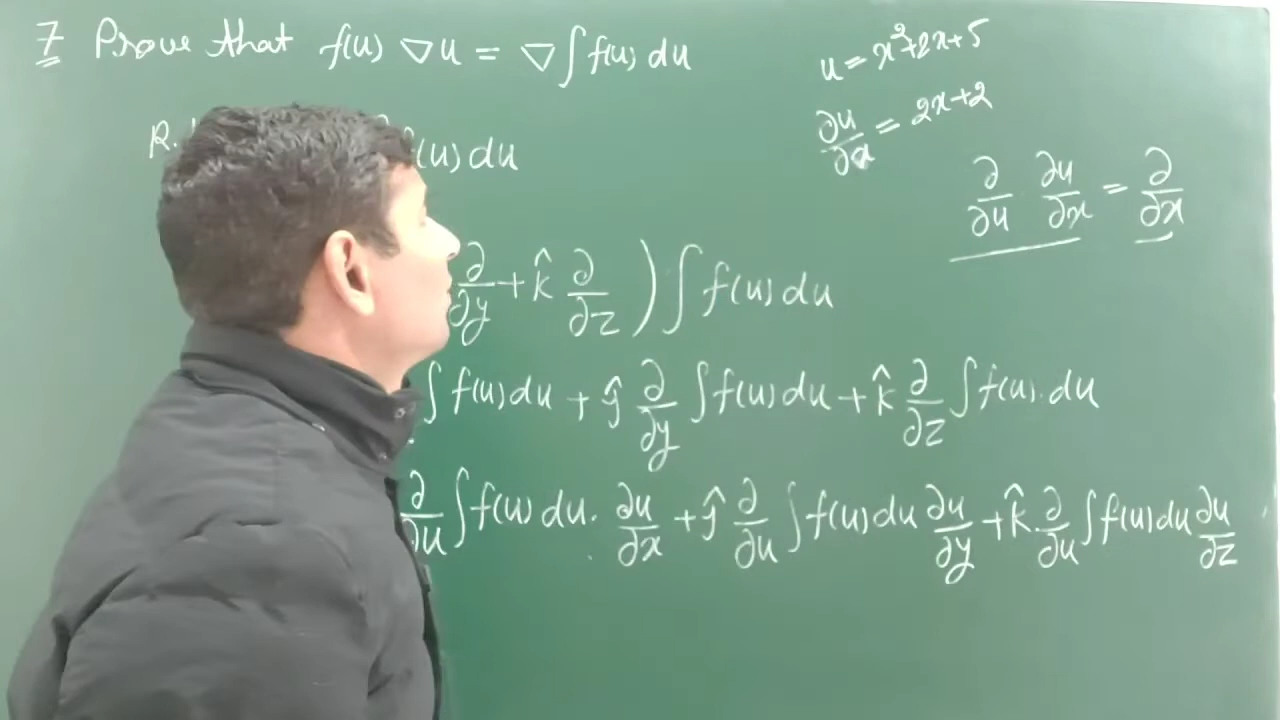 7 Prove that f(u) ∇u = ∇∫f(u) du
u = x²+2x+5
∂u/∂x = 2x+2
R. (u) du
∂/∂u ∂u/∂x = ∂/∂x
∂/∂y + k̂ ∂/∂z ) ∫ f(u) du
∫ f(u) du + ĵ ∂/∂y ∫ f(u) du + k̂ ∂/∂z ∫ f(u). du
∂/∂u ∫ f(u) du. ∂u/∂x + ĵ ∂/∂u ∫ f(u) du ∂u/∂y + k̂. ∂/∂u ∫ f(u) du ∂u/∂z